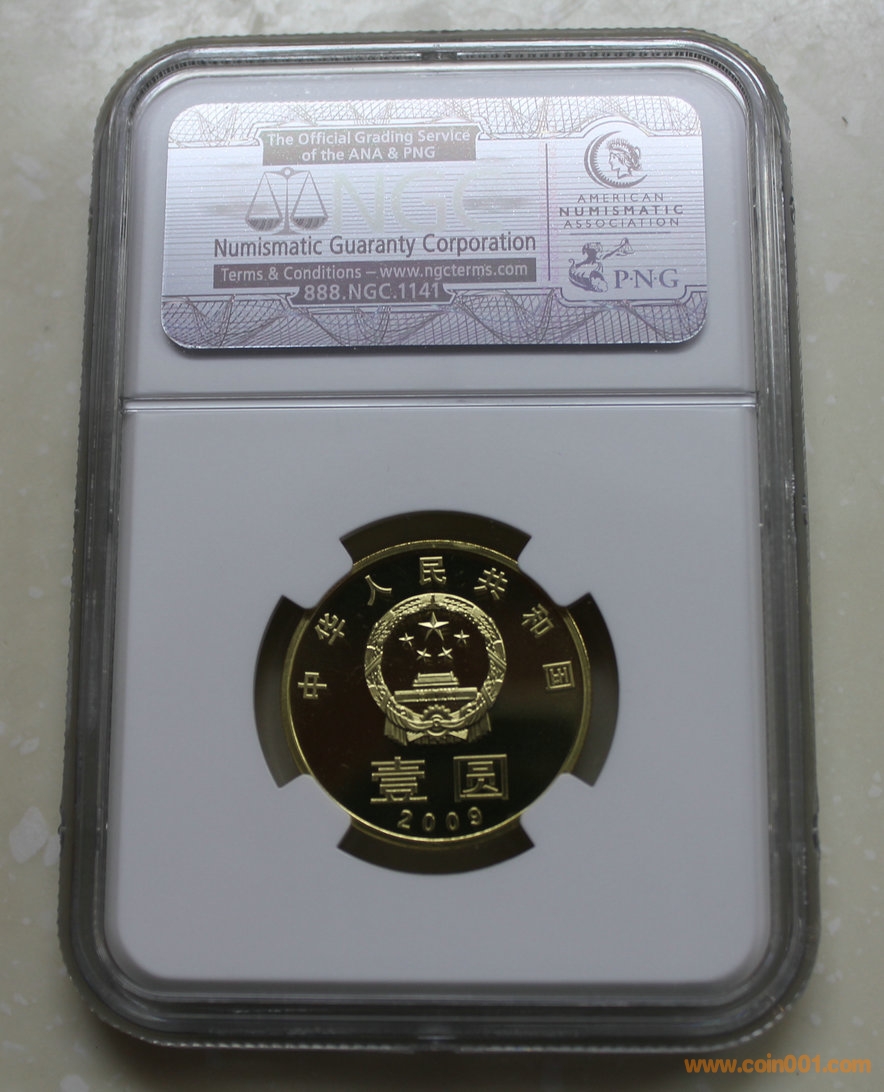 The Official Grading Service
of the ANA & PNG
NGC
Numismatic Guaranty Corporation
Terms & Conditions – www.ngcterms.com
888.NGC.1141
AMERICAN
NUMISMATIC
ASSOCIATION
P·N·G
中华人民共和国
壹圆
2009
www.coin001.com